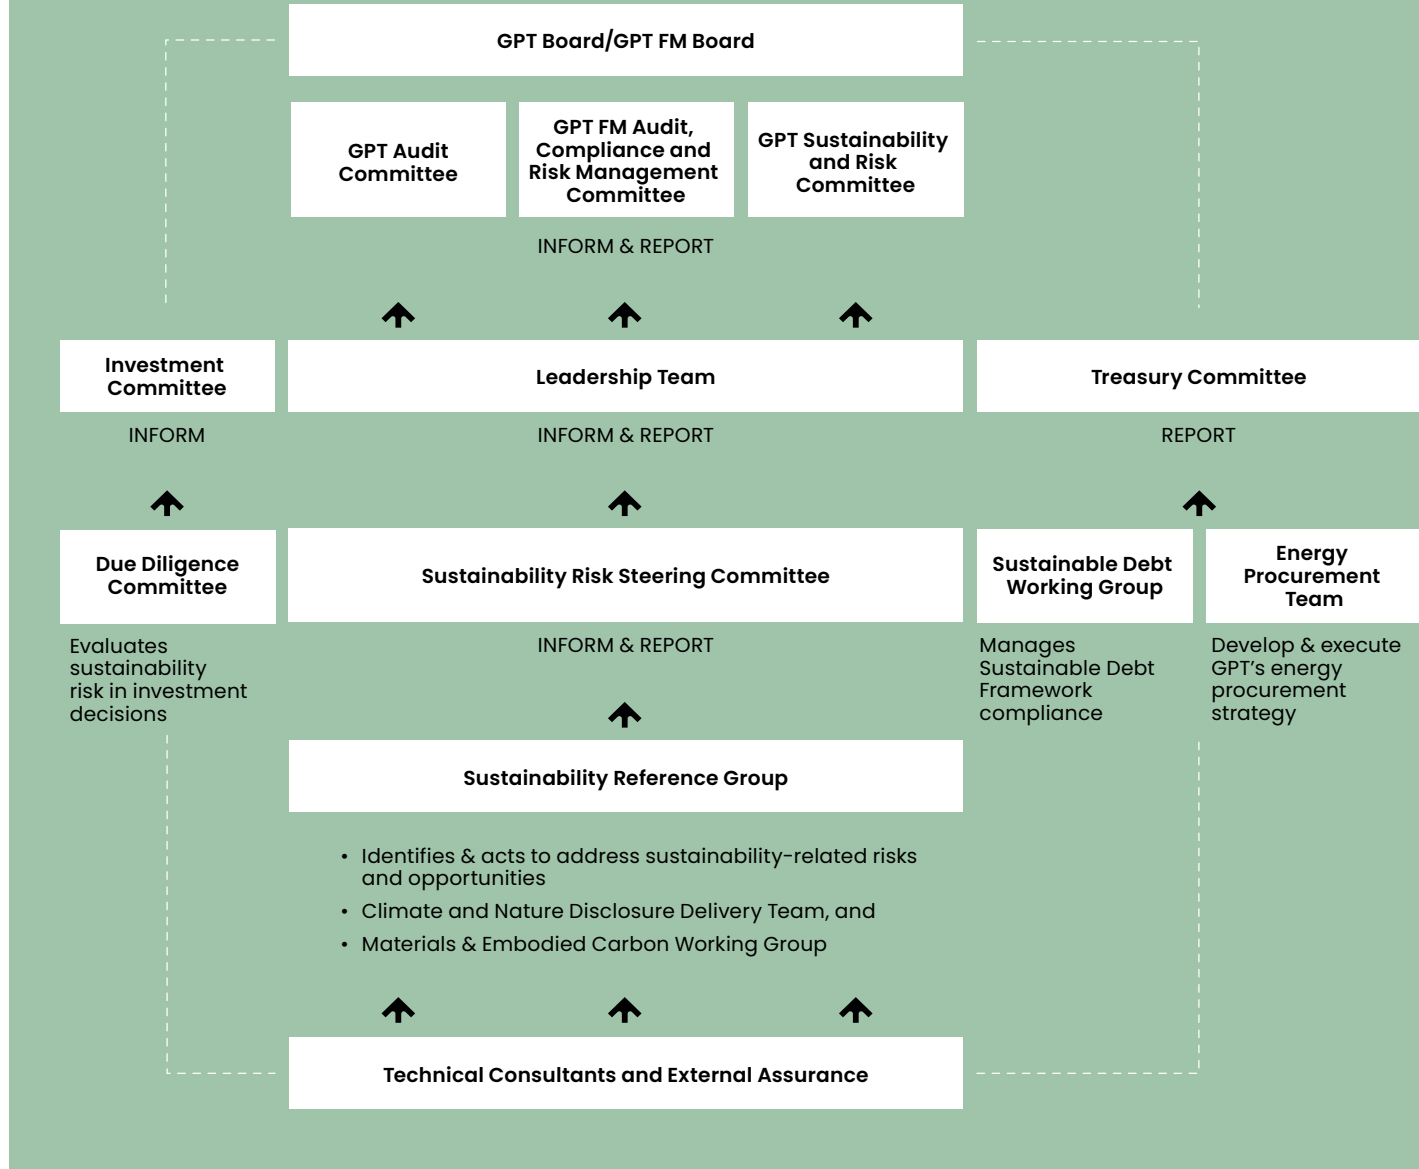 GPT Board/GPT FM Board
GPT Audit
Committee
GPT FM Audit,
Compliance and
Risk Management
Committee
GPT Sustainability
and Risk
Committee
INFORM & REPORT
Investment
Committee
Leadership Team
Treasury Committee
INFORM
INFORM & REPORT
REPORT
Due Diligence
Committee
Sustainability Risk Steering Committee
Sustainable Debt
Working Group
Energy
Procurement
Team
Evaluates
sustainability
risk in investment
decisions
INFORM & REPORT
Manages
Sustainable Debt
Framework
compliance
Develop & execute
GPT’s energy
procurement
strategy
Sustainability Reference Group
• Identifies & acts to address sustainability-related risks
and opportunities
• Climate and Nature Disclosure Delivery Team, and
• Materials & Embodied Carbon Working Group
Technical Consultants and External Assurance